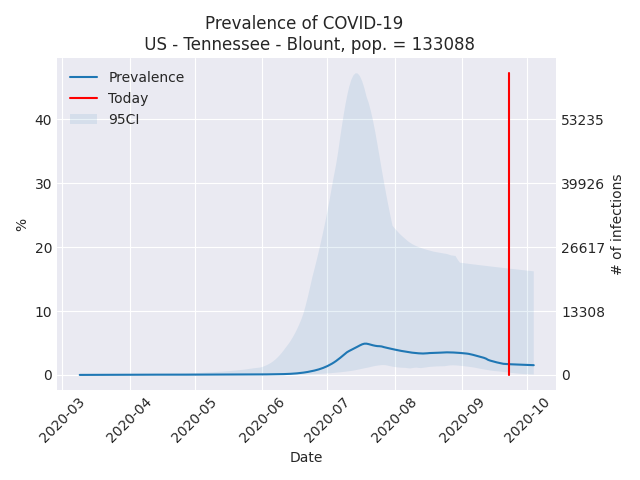 Prevalence of COVID-19
US - Tennessee - Blount, pop. = 133088
Prevalence
Today
95CI
40
30
20
10
0
%
53235
39926
26617
13308
0
# of infections
2020-03
2020-04
2020-05
2020-06
2020-07
2020-08
2020-09
2020-10
Date